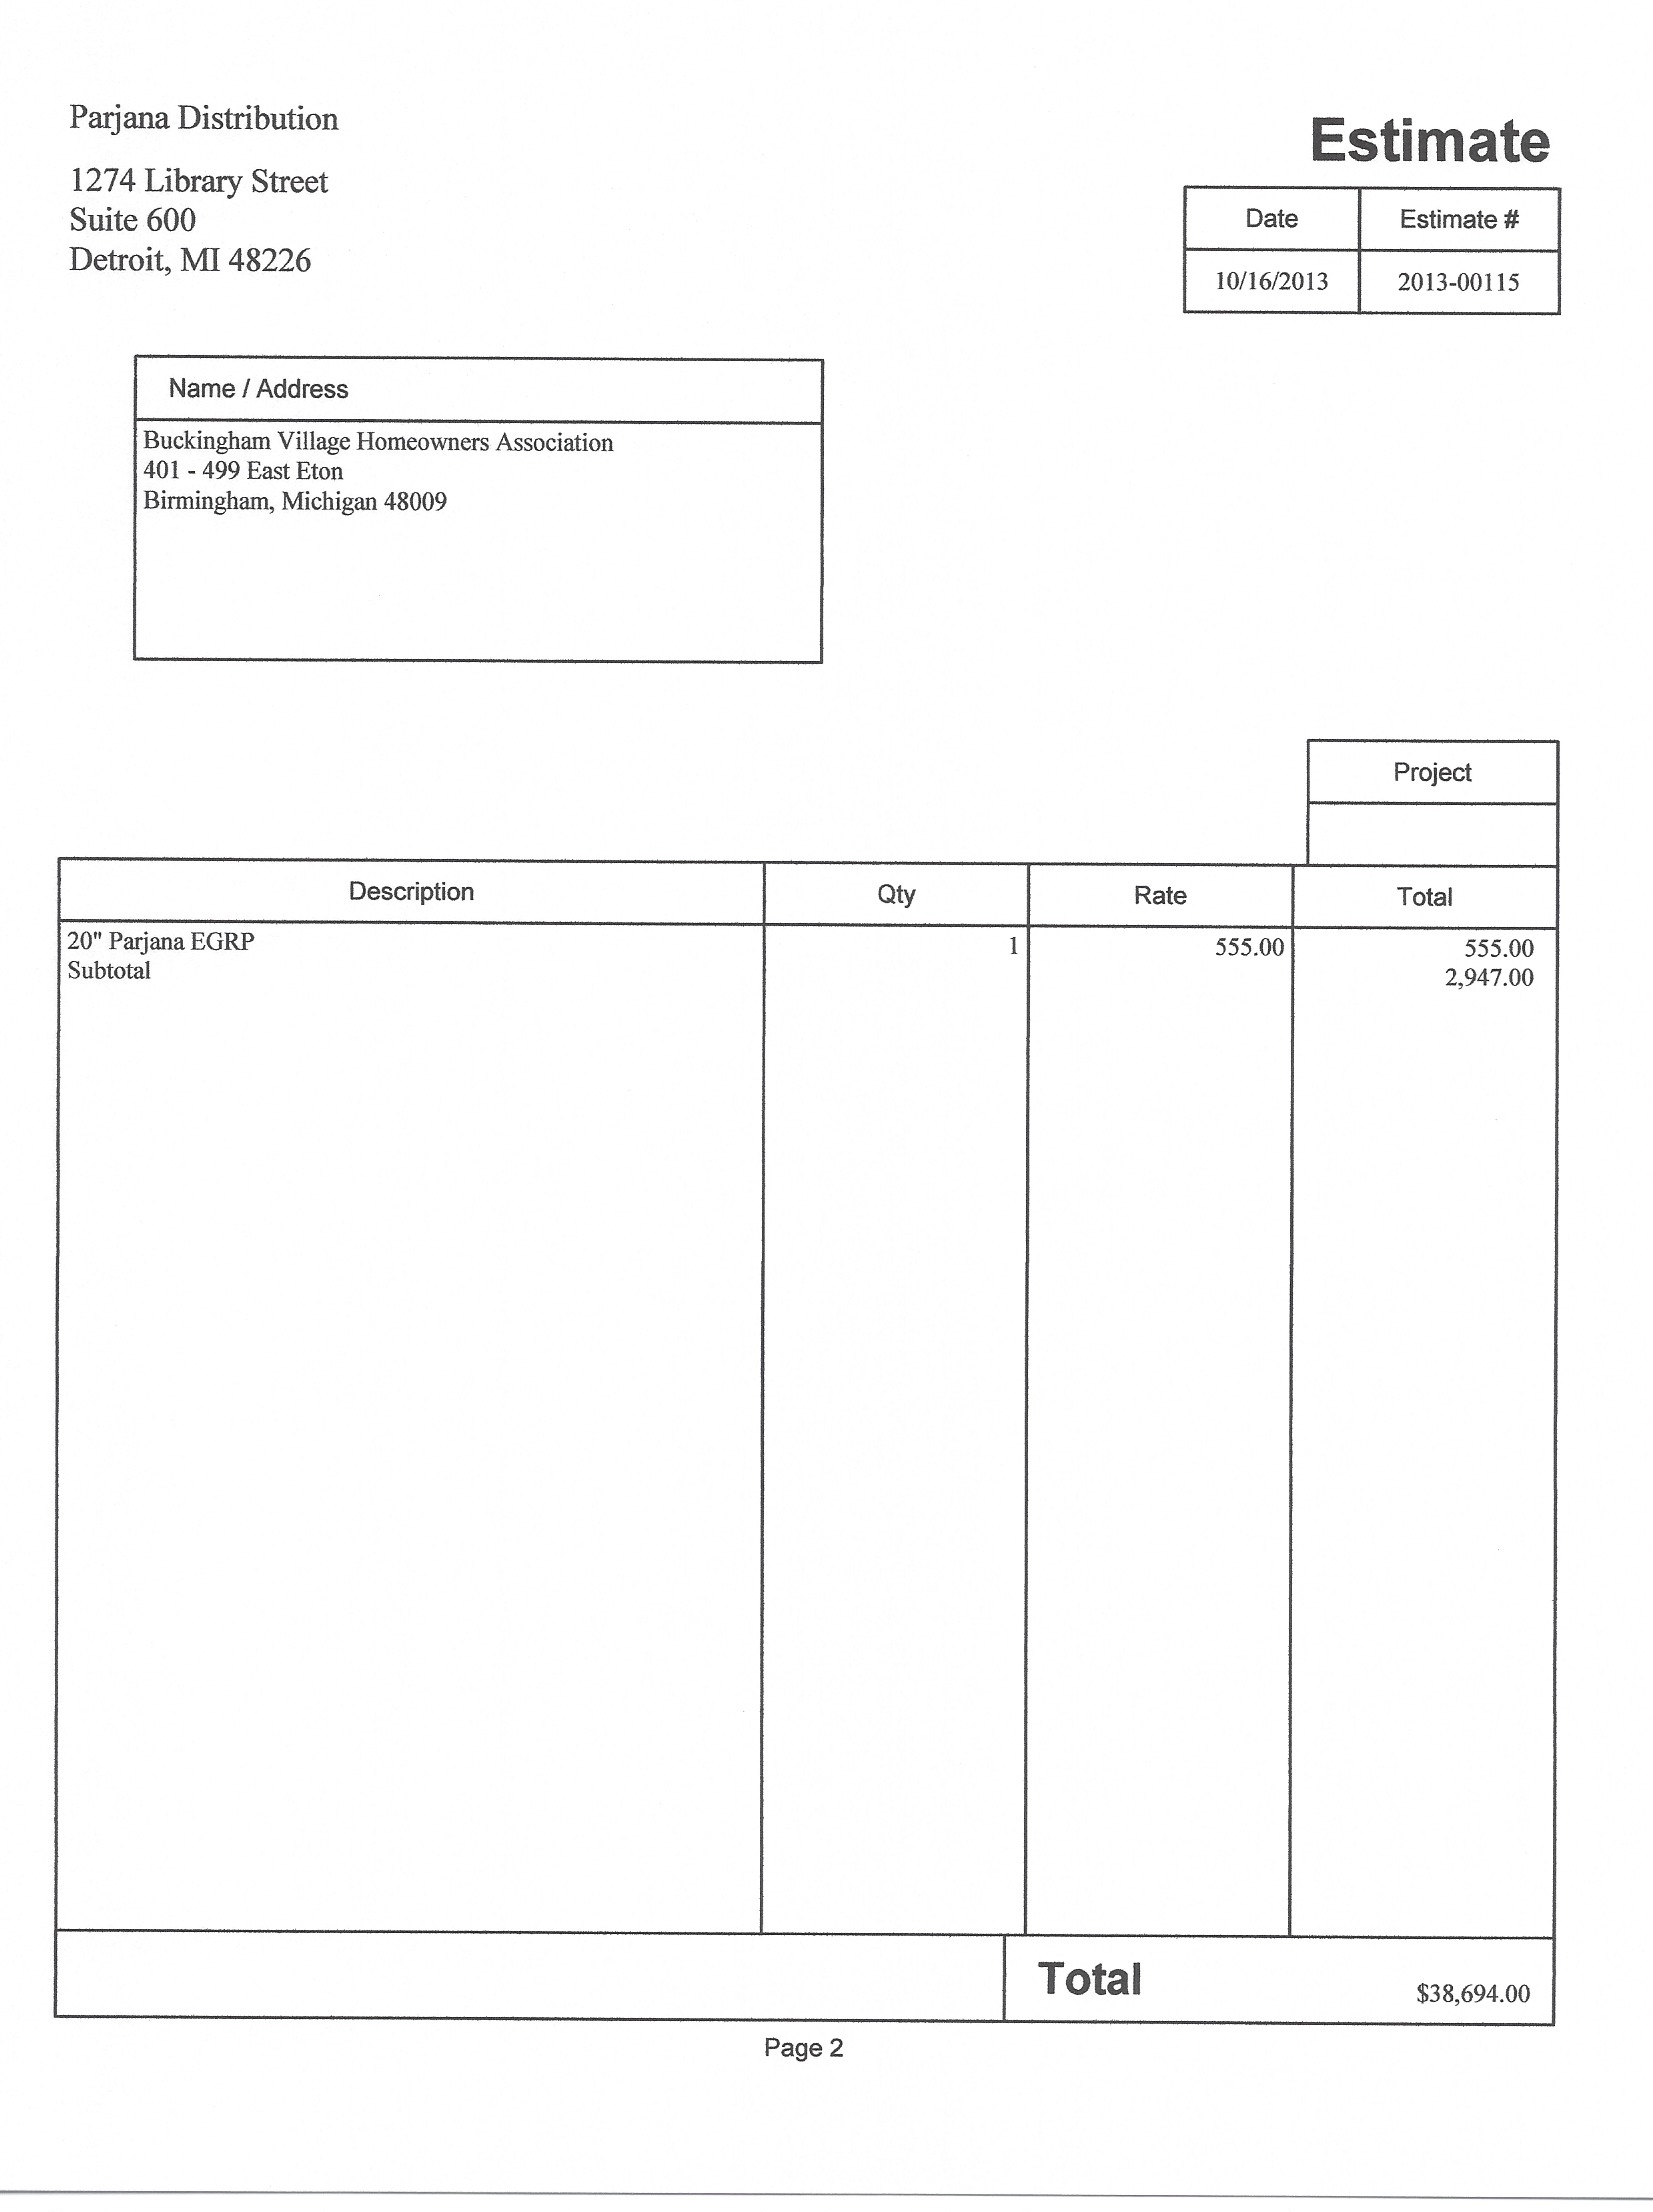 Parjana Distribution
1274 Library Street
Suite 600
Detroit, MI 48226
Estimate
Date Estimate #
10/16/2013 2013-00115
Name / Address
Buckingham Village Homeowners Association
401 - 499 East Eton
Birmingham, Michigan 48009
Project
Description Qty Rate Total
20" Parjana EGRP 1 555.00 555.00
Subtotal 2,947.00
Total $38,694.00
Page 2